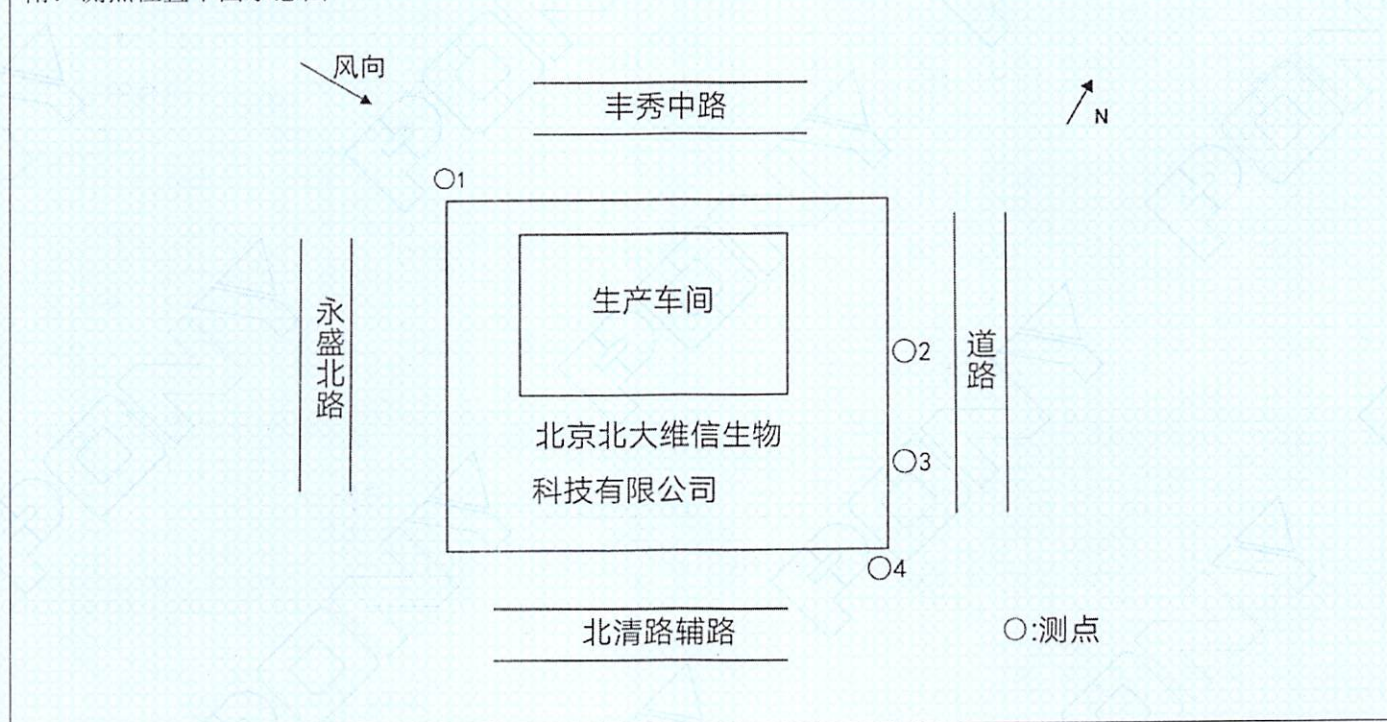 风向
丰秀中路
N
○1
生产车间
永盛北路
○2
道路
北京北大维信生物
科技有限公司
○3
○4
北清路辅路
○:测点